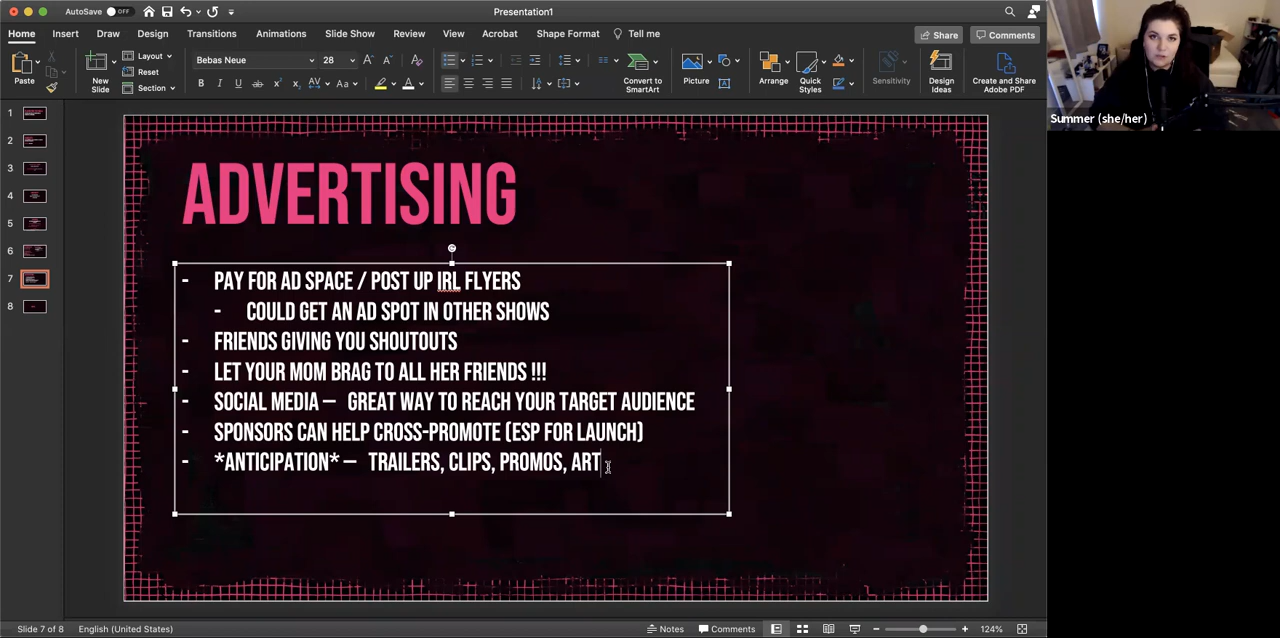 AutoSave OFF
Presentation1
Home Insert Draw Design Transitions Animations Slide Show Review View Acrobat Shape Format Tell me
Share Comments
Paste
New Slide
Layout
Reset
Section
Bebas Neue 28
Convert to SmartArt
Picture
Arrange
Quick Styles
Sensitivity
Design Ideas
Create and Share Adobe PDF
Summer (she/her)
1
2
3
4
5
6
7
8
ADVERTISING
- PAY FOR AD SPACE / POST UP IRL FLYERS
- COULD GET AN AD SPOT IN OTHER SHOWS
- FRIENDS GIVING YOU SHOUTOUTS
- LET YOUR MOM BRAG TO ALL HER FRIENDS !!!
- SOCIAL MEDIA – GREAT WAY TO REACH YOUR TARGET AUDIENCE
- SPONSORS CAN HELP CROSS-PROMOTE (ESP FOR LAUNCH)
- *ANTICIPATION* – TRAILERS, CLIPS, PROMOS, ART
Slide 7 of 8 English (United States) Notes Comments 124%